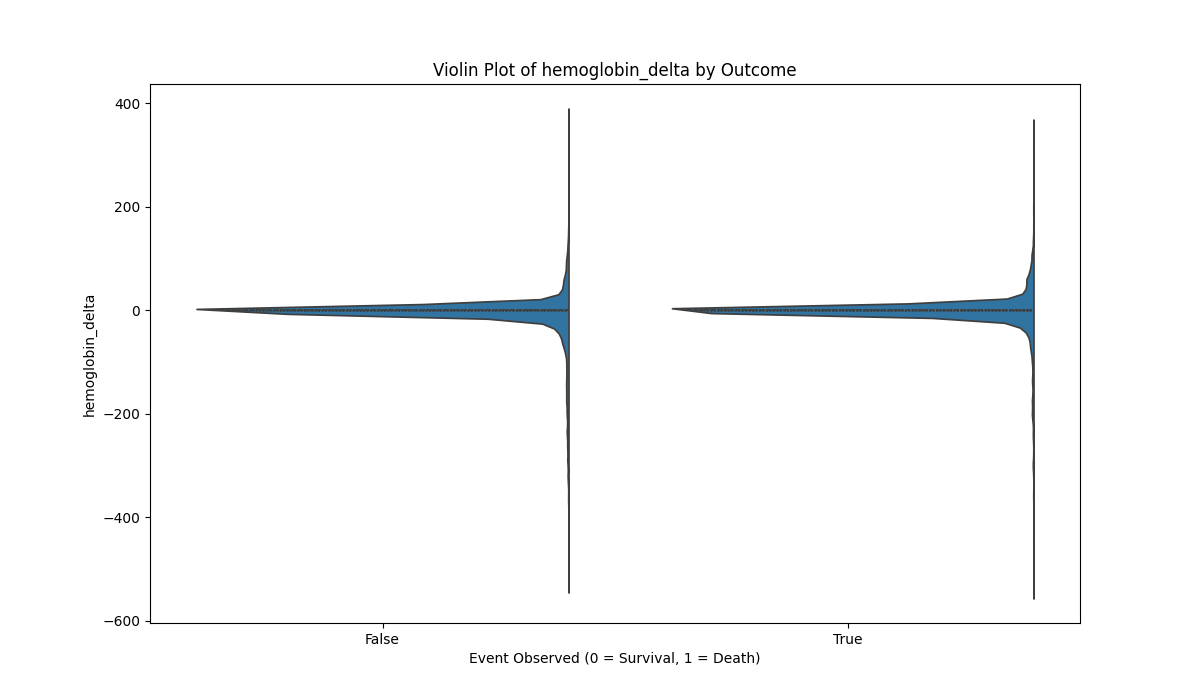 Violin Plot of hemoglobin_delta by Outcome
400
200
0
−200
−400
−600
hemoglobin_delta
False
True
Event Observed (0 = Survival, 1 = Death)